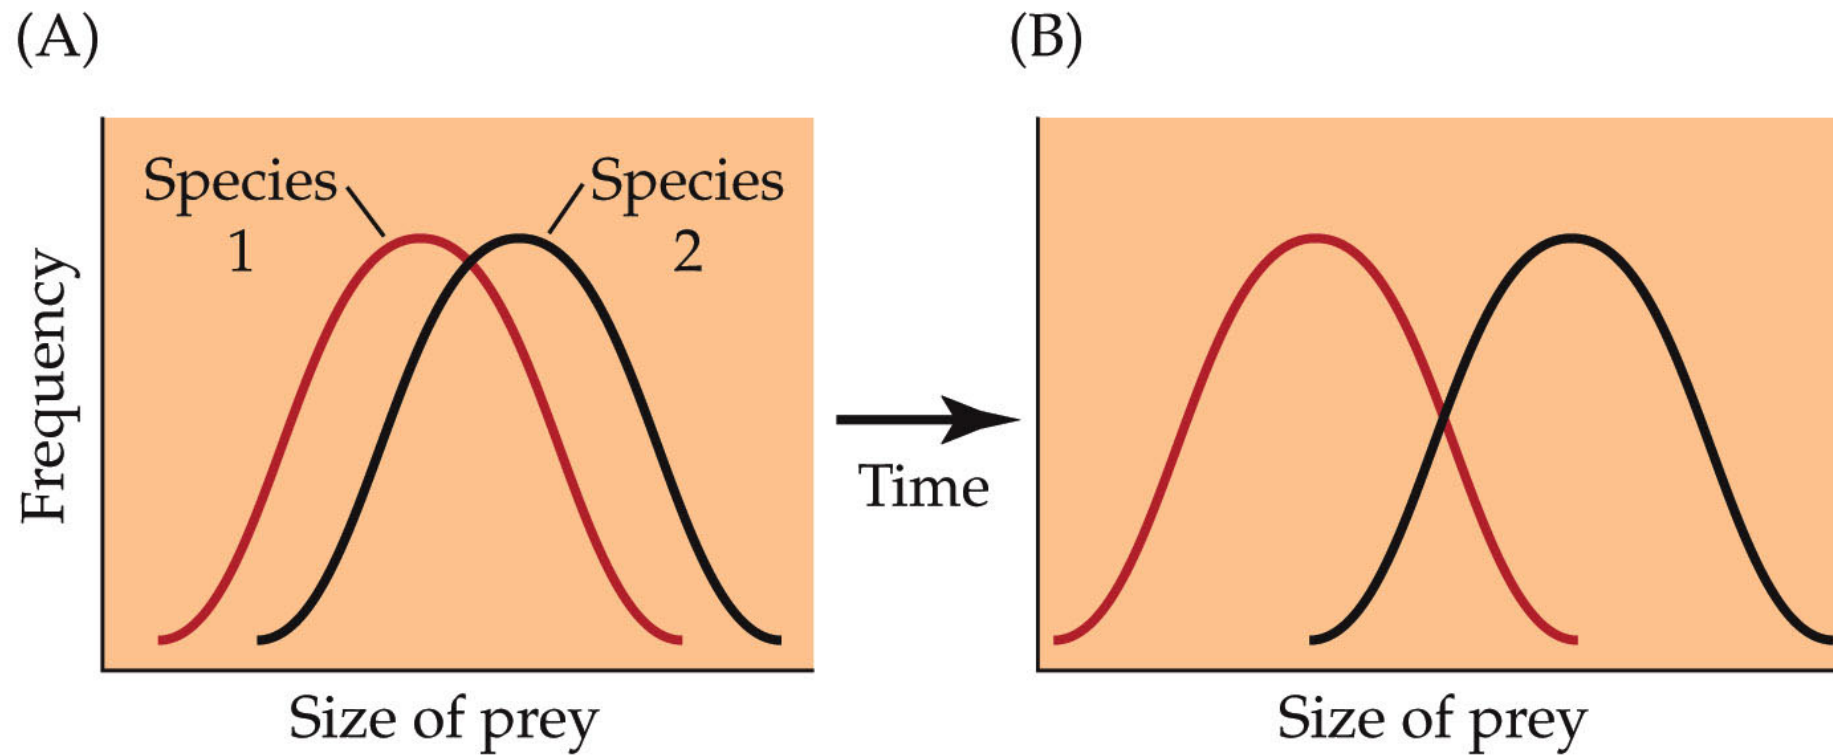 (A)
Species
1
Species
2
Frequency
Size of prey
Time
(B)
Size of prey